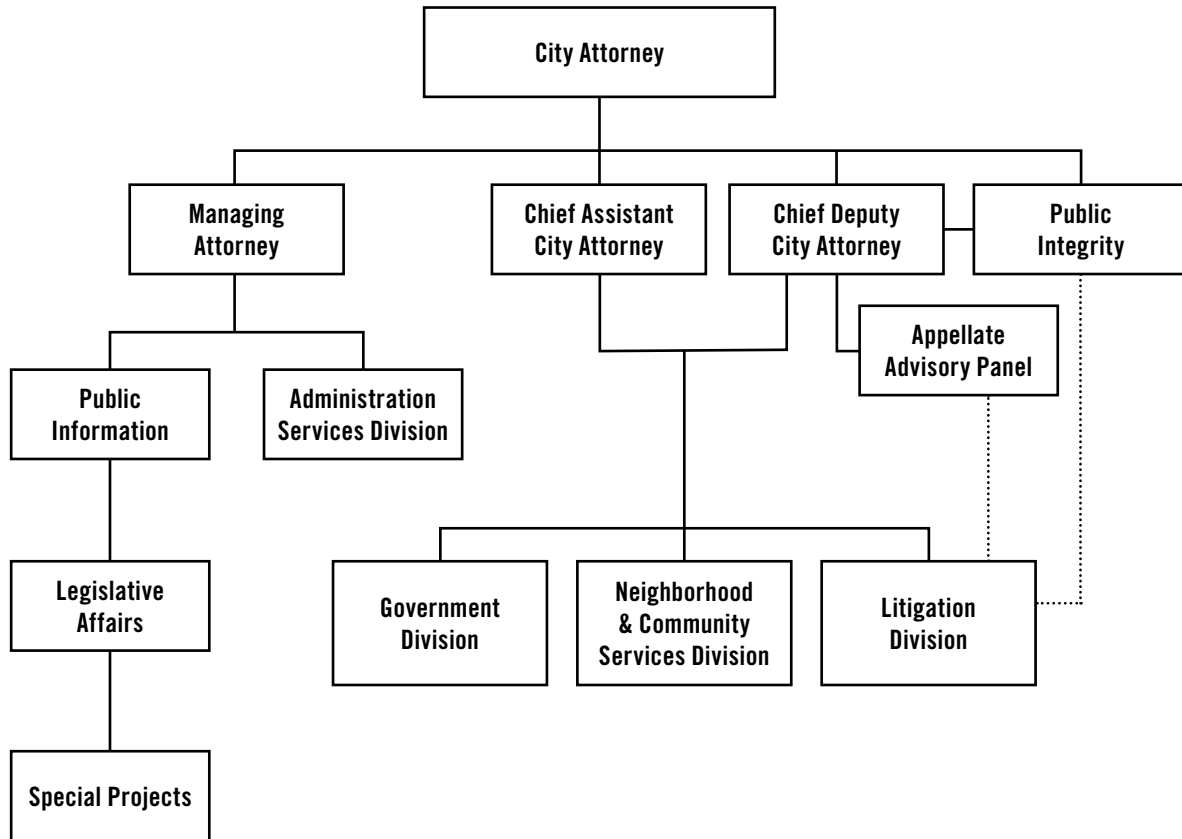 City Attorney
Managing
Attorney
Chief Assistant
City Attorney
Chief Deputy
City Attorney
Public
Integrity
Appellate
Advisory Panel
Public
Information
Administration
Services Division
Legislative
Affairs
Government
Division
Neighborhood
& Community
Services Division
Litigation
Division
Special Projects